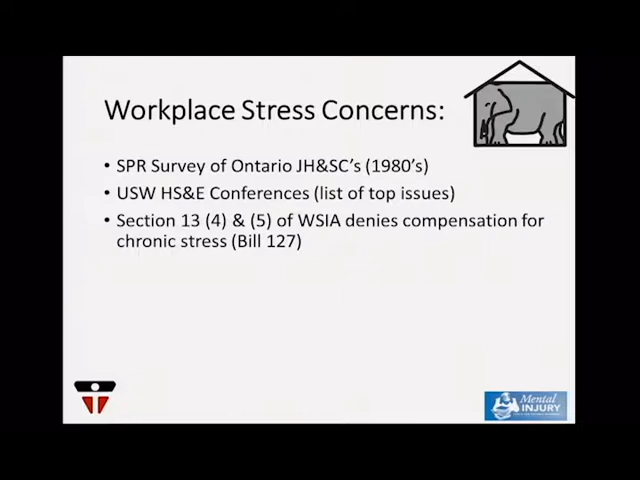 Workplace Stress Concerns:
• SPR Survey of Ontario JH&SC's (1980's)
• USW HS&E Conferences (list of top issues)
• Section 13 (4) & (5) of WSIA denies compensation for
chronic stress (Bill 127)
Mental
INJURY